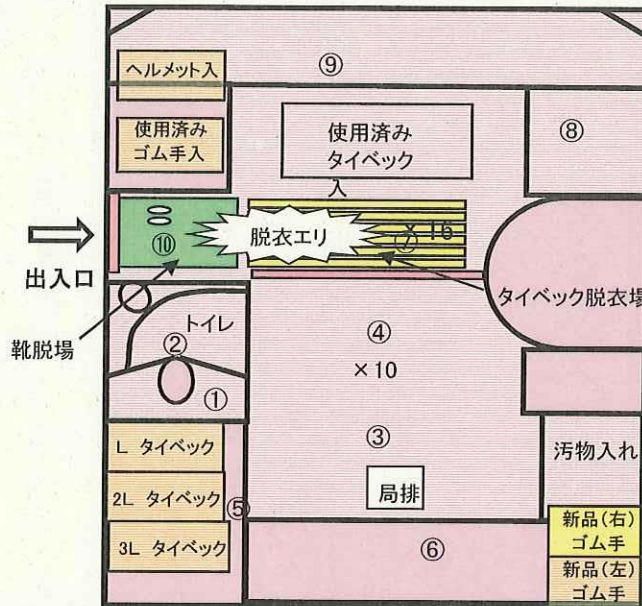 ⑨
ヘルメット入
使用済み
ゴム手入
使用済み
タイベック
入
⑧
出入口
⑩
脱衣エリ
×16
⑦
タイベック脱衣場
靴脱場
トイレ
②
①
④
×10
③
局排
L タイベック
2L タイベック
3L タイベック
⑤
⑥
汚物入れ
新品(右)
ゴム手
新品(左)
ゴム手